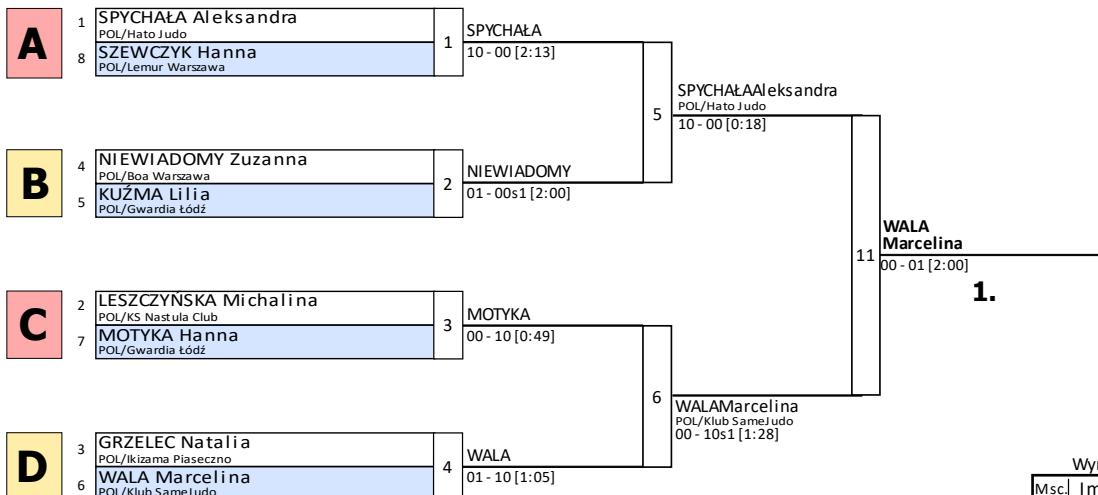 A
1
SPYCHAŁA Aleksandra
POL/Hato Judo
8
SZEWCZYK Hanna
POL/Lemur Warszawa
1
SPYCHAŁA
10 - 00 [2:13]
B
4
NIEWIADOMY Zuzanna
POL/Boa Warszawa
5
KUŹMA Lilia
POL/Gwardia Łódź
2
NIEWIADOMY
01 - 00s1 [2:00]
5
SPYCHAŁAAleksandra
POL/Hato Judo
10 - 00 [0:18]
C
2
LESZCZYŃSKA Michalina
POL/KS Nastula Club
7
MOTYKA Hanna
POL/Gwardia Łódź
3
MOTYKA
00 - 10 [0:49]
D
3
GRZELEC Natalia
POL/Ikizama Piaseczno
6
WALA Marcelina
POL/Klub SameJudo
4
WALA
01 - 10 [1:05]
6
WALAMarcelina
POL/Klub SameJudo
00 - 10s1 [1:28]
11
WALA
Marcelina
00 - 01 [2:00]
1.
Msc.